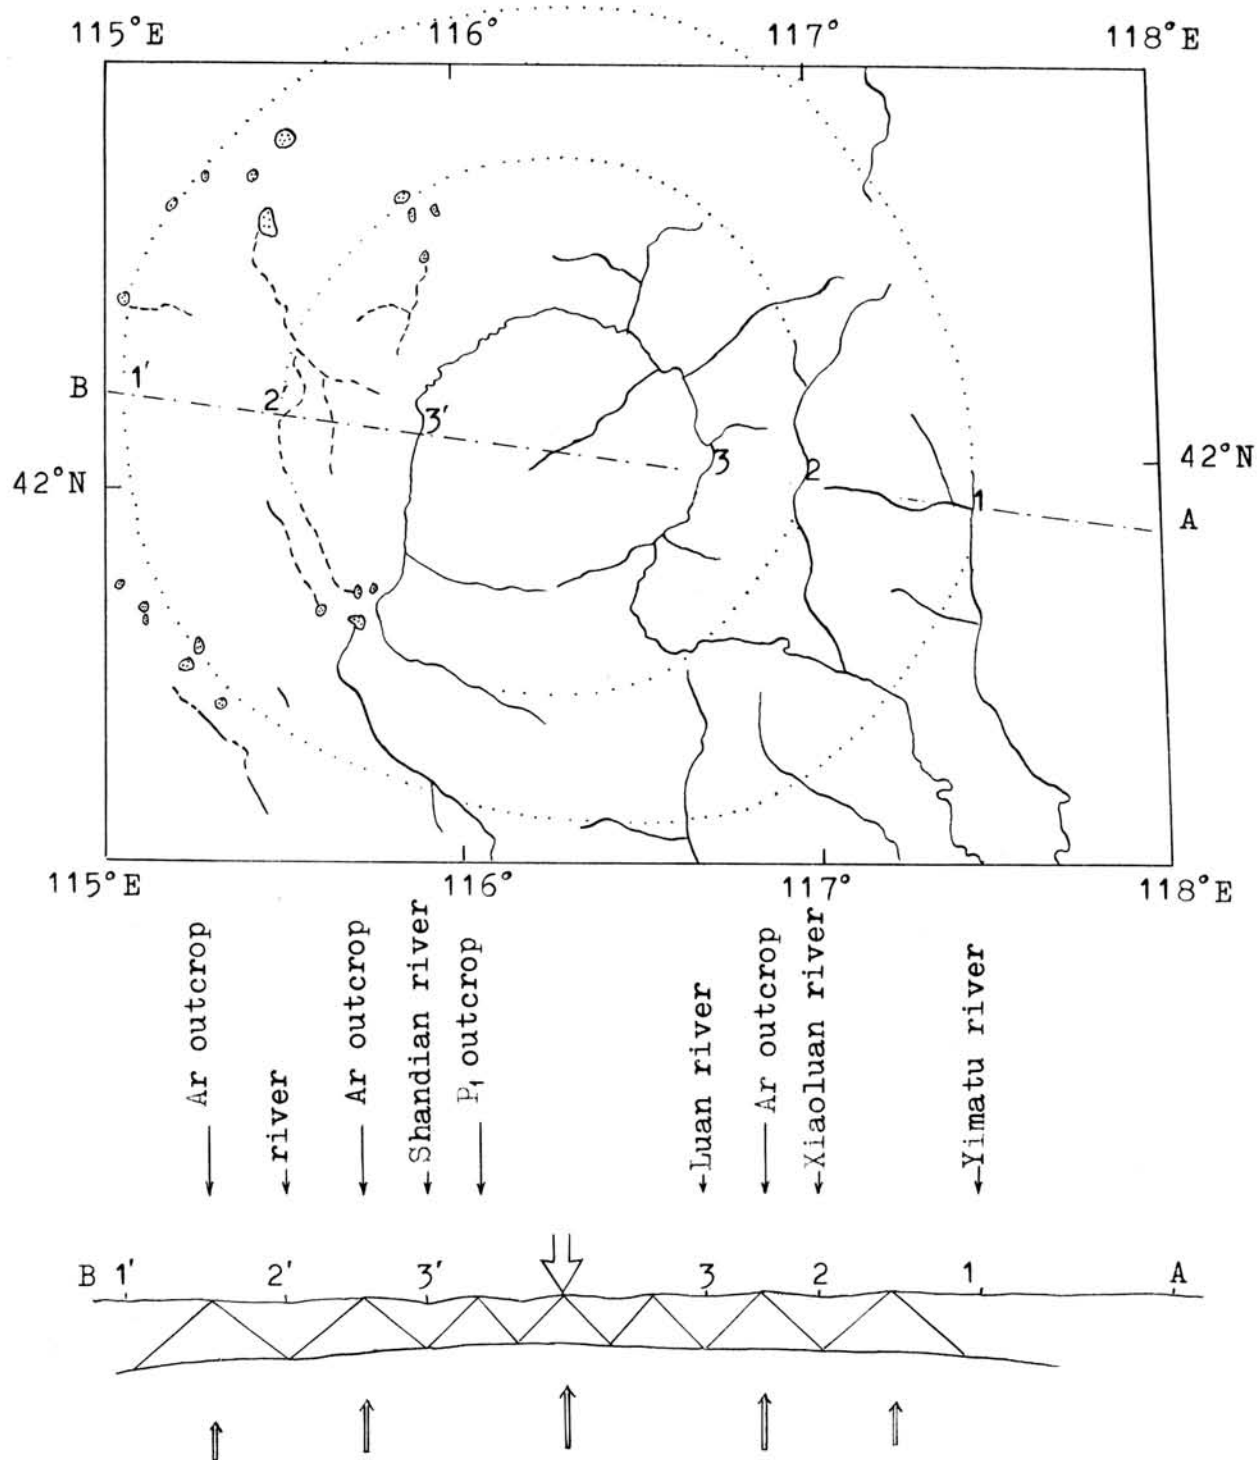 115°E 116° 117° 118°E
B 1' 2 3' 3 2 1 A
42°N 42°N
115°E 116° 117° 118°E
Ar outcrop
river
Ar outcrop
Shandian river
P₁ outcrop
Luan river
Ar outcrop
Xiaoluan river
Yimatu river
B 1' 2' 3' 3 2 1 A